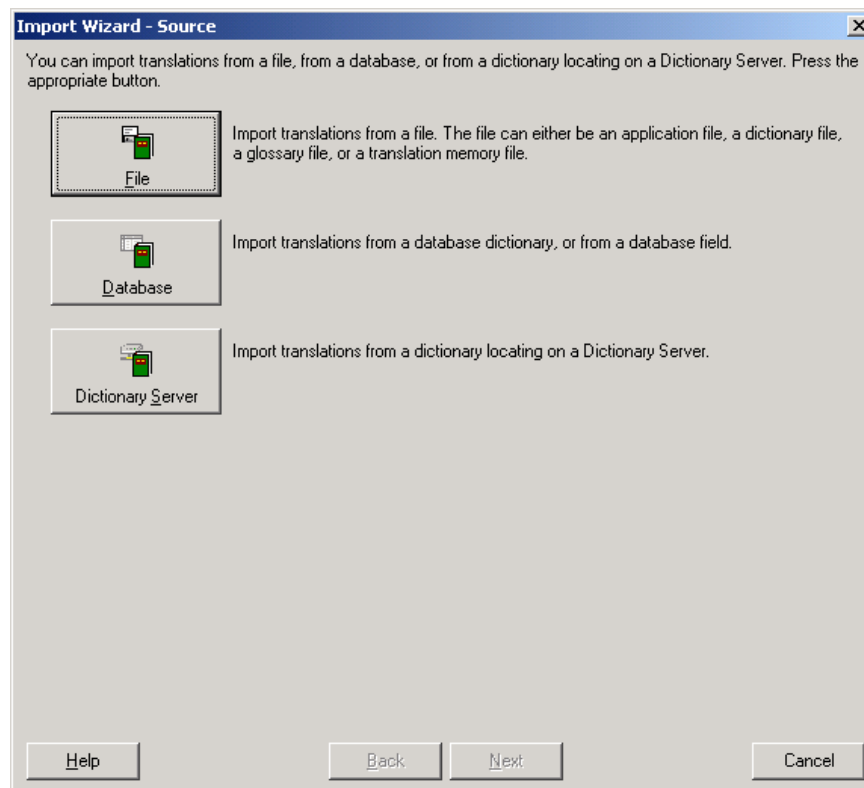 Import Wizard - Source
You can import translations from a file, from a database, or from a dictionary locating on a Dictionary Server. Press the
appropriate button.
File
Import translations from a file. The file can either be an application file, a dictionary file,
a glossary file, or a translation memory file.
Database
Import translations from a database dictionary, or from a database field.
Dictionary Server
Import translations from a dictionary locating on a Dictionary Server.
Help
Back
Next
Cancel